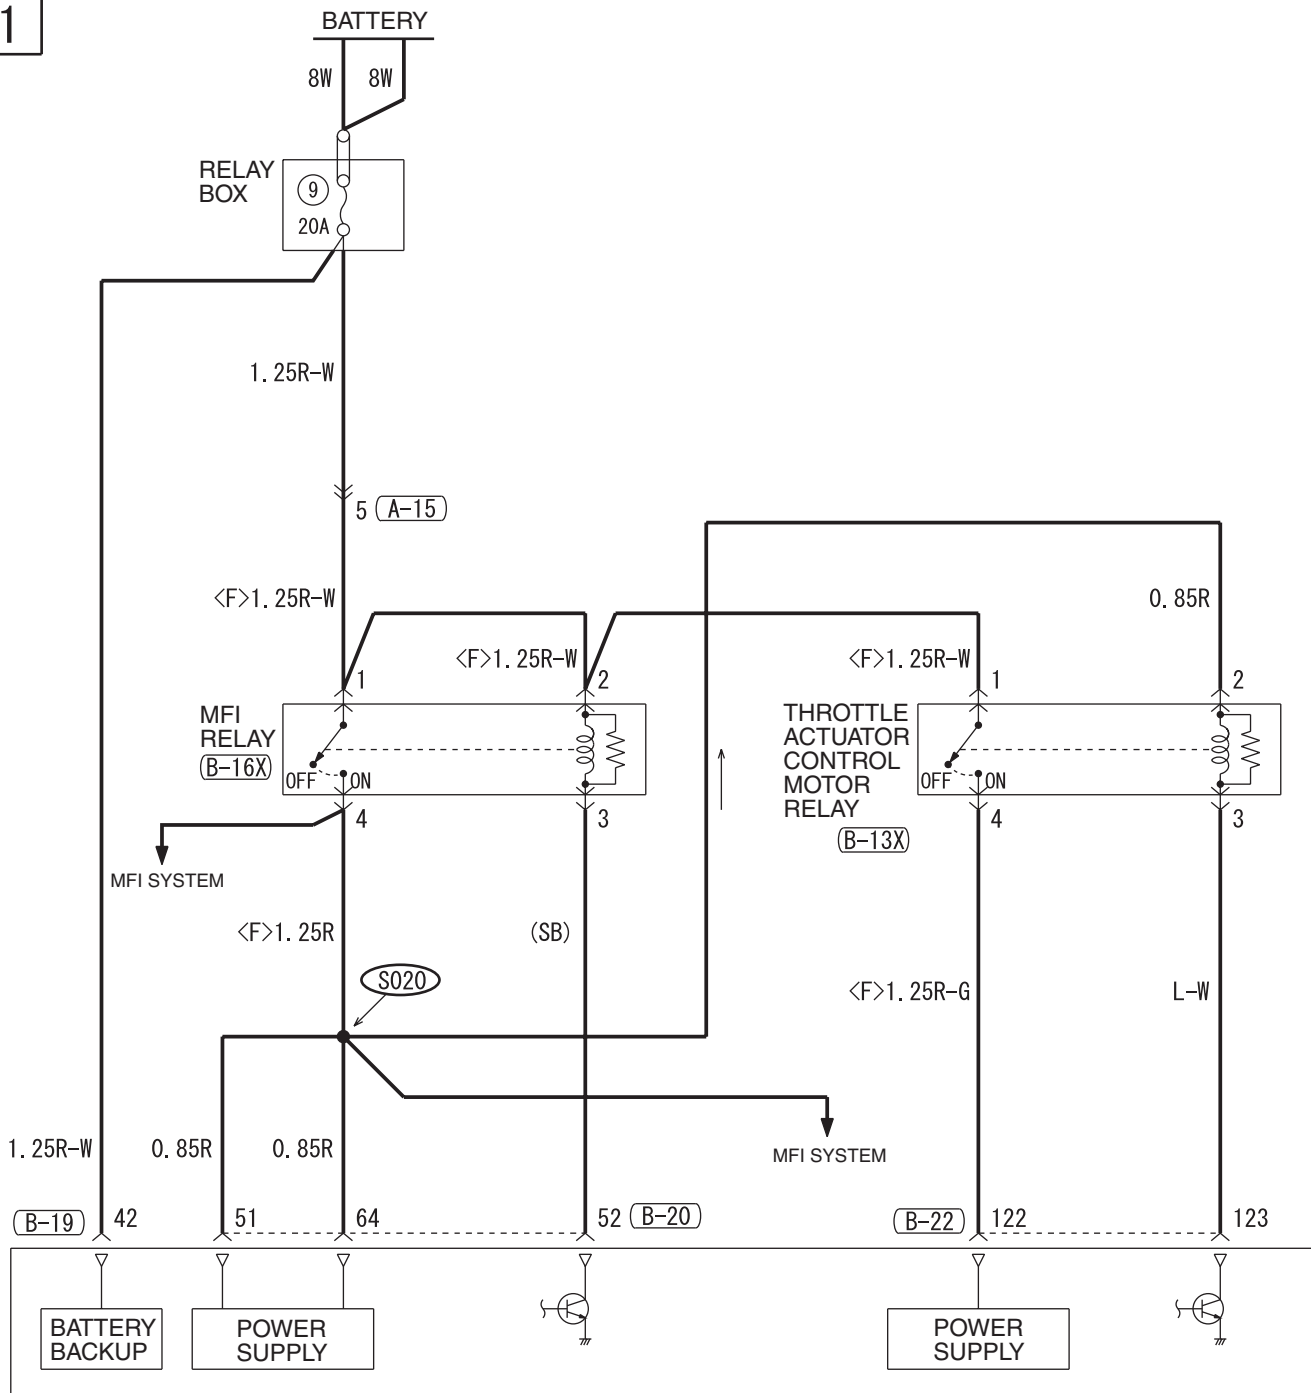 1
BATTERY
8W
8W
RELAY
BOX
9
20A
1.25R-W
5
A-15
<F>1.25R-W
0.85R
<F>1.25R-W
<F>1.25R-W
1
2
1
2
MFI
RELAY
B-16X
OFF
ON
THROTTLE
ACTUATOR
CONTROL
MOTOR
RELAY
B-13X
OFF
ON
4
3
4
3
MFI SYSTEM
<F>1.25R
(SB)
S020
<F>1.25R-G
L-W
1.25R-W
0.85R
0.85R
MFI SYSTEM
B-19
42
51
64
52
B-20
B-22
122
123
BATTERY
BACKUP
POWER
SUPPLY
POWER
SUPPLY